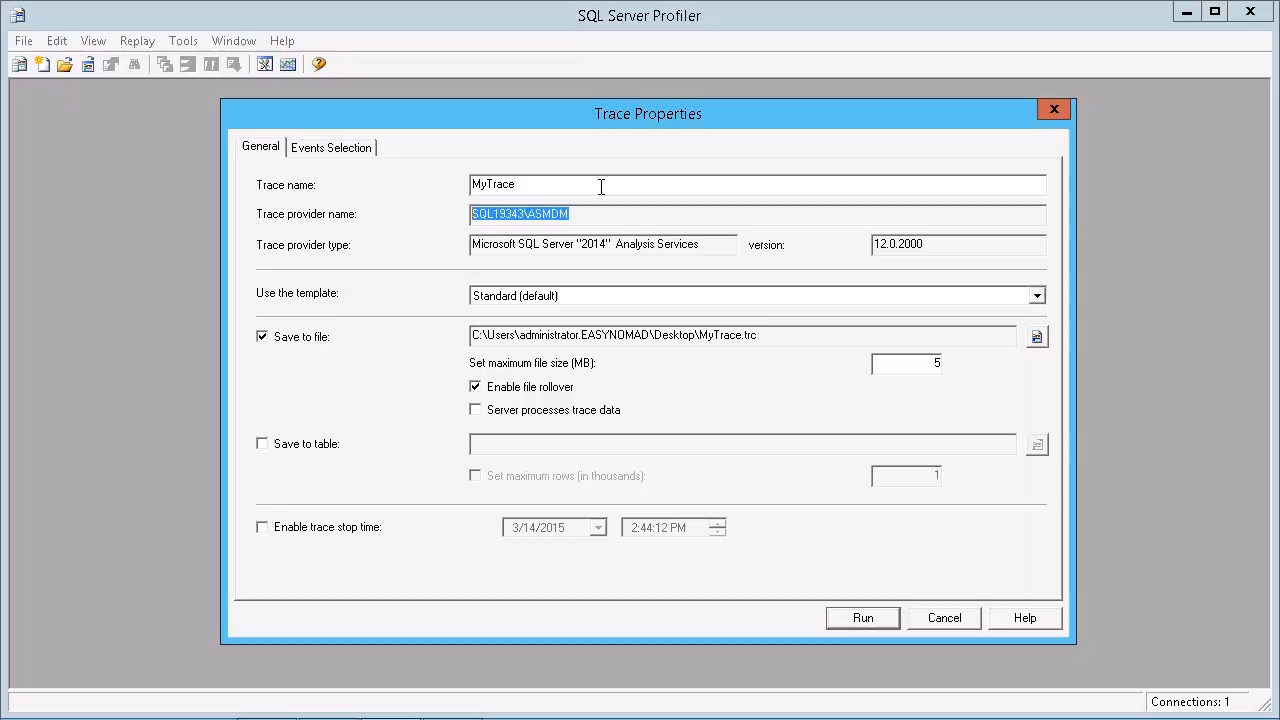 SQL Server Profiler
File Edit View Replay Tools Window Help
Trace Properties
General Events Selection
Trace name: MyTrace
Trace provider name: SQL19343\ASMDM
Trace provider type: Microsoft SQL Server "2014" Analysis Services version: 12.0.2000
Use the template: Standard (default)
Save to file: C:\Users\administrator.EASYNOMAD\Desktop\MyTrace.trc
Set maximum file size (MB): 5
Enable file rollover
Server processes trace data
Save to table:
Set maximum rows (in thousands): 1
Enable trace stop time: 3/14/2015 2:44:12 PM
Run Cancel Help
Connections: 1